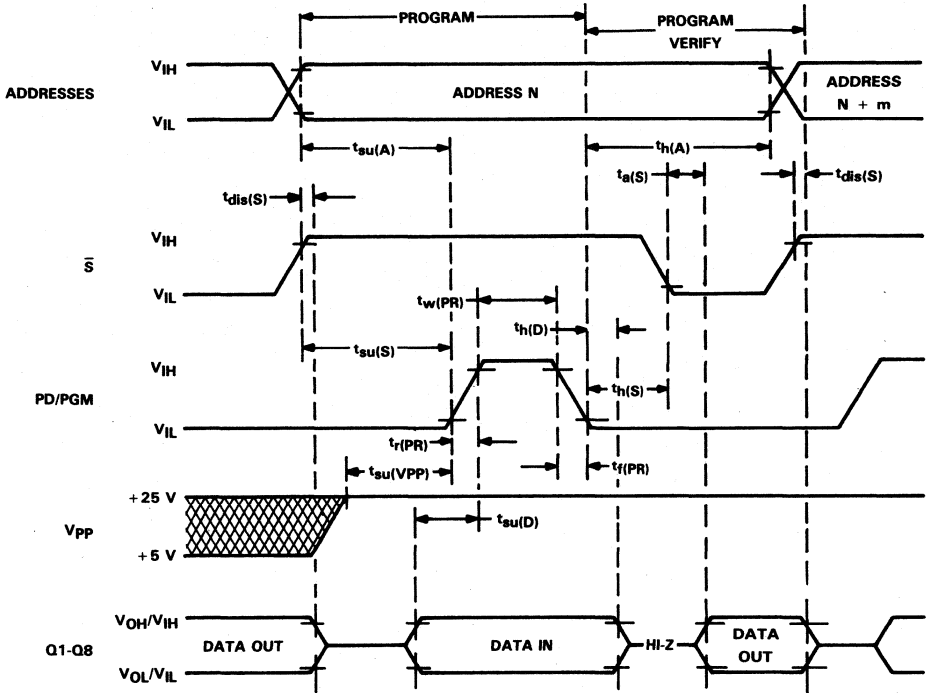 PROGRAM
PROGRAM
VERIFY
ADDRESSES
VIH
VIL
ADDRESS N
ADDRESS
N + m
tsu(A)
th(A)
ta(S)
tdis(S)
tdis(S)
S̅
VIH
VIL
tw(PR)
th(D)
tsu(S)
th(S)
PD/PGM
VIH
VIL
tr(PR)
tf(PR)
tsu(VPP)
VPP
+25 V
+5 V
tsu(D)
Q1-Q8
VOH/VIH
VOL/VIL
DATA OUT
DATA IN
HI-Z
DATA
OUT